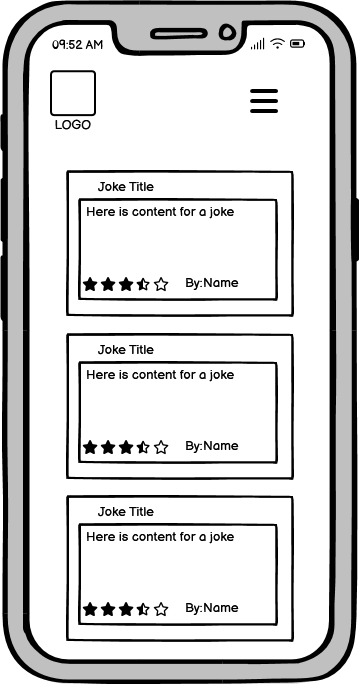 09:52 AM
LOGO
Joke Title
Here is content for a joke
By:Name
Joke Title
Here is content for a joke
By:Name
Joke Title
Here is content for a joke
By:Name